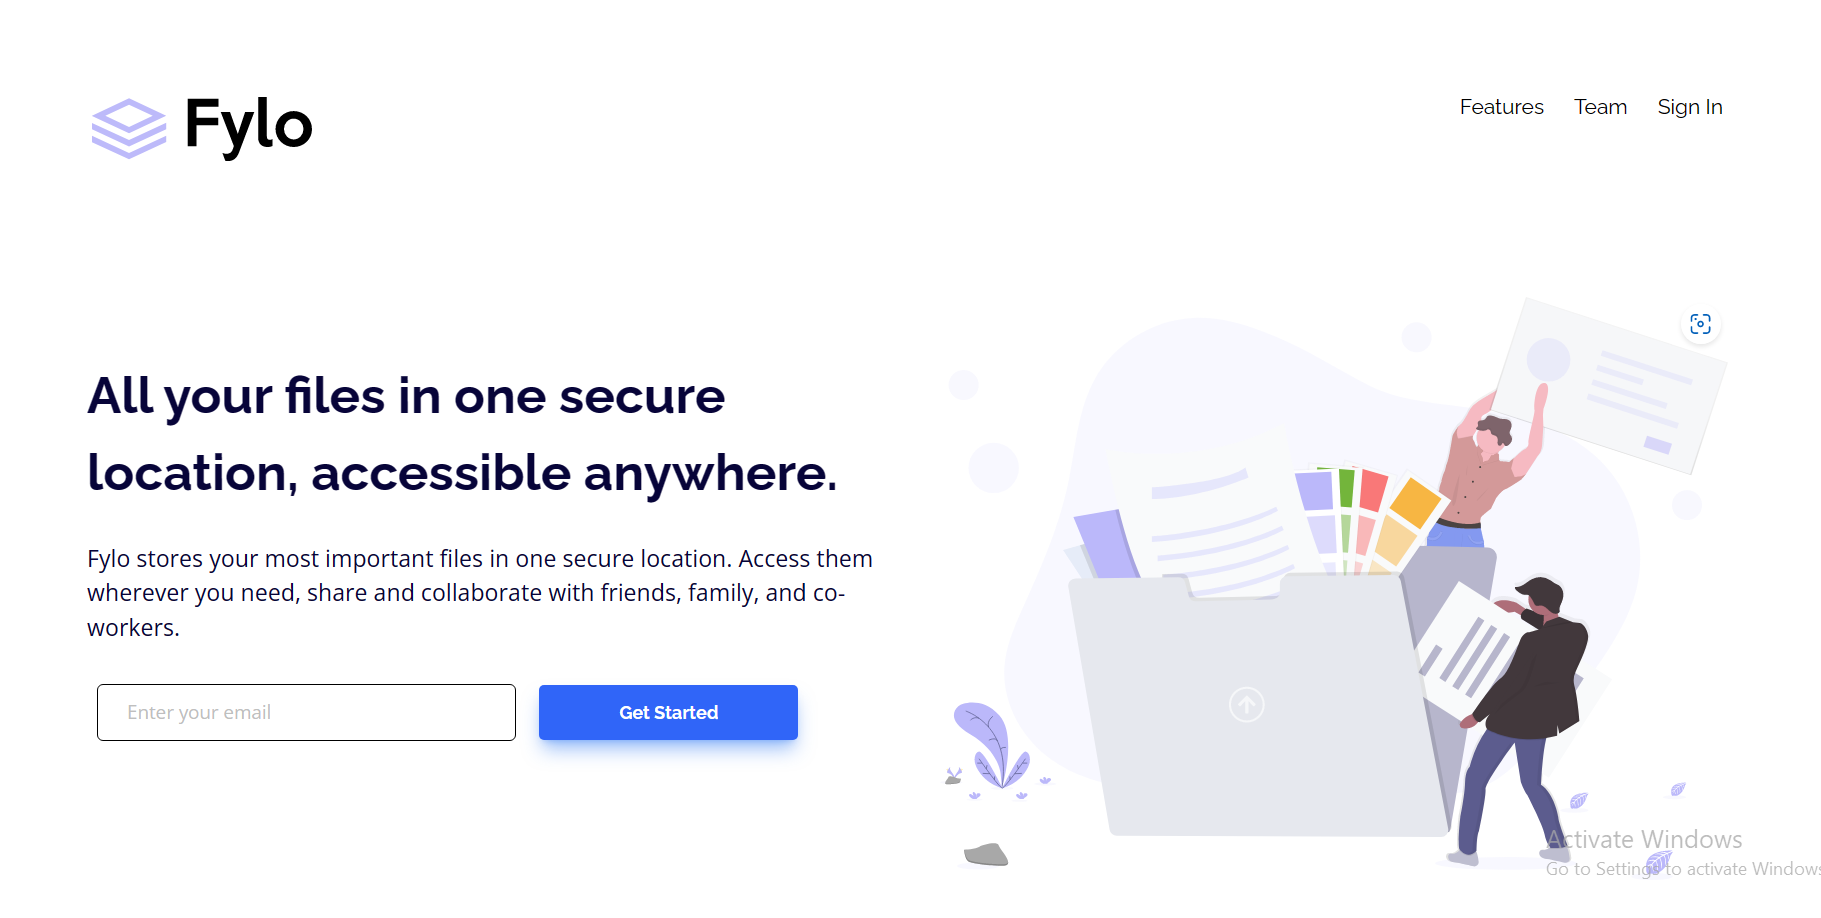 Fylo
Features Team Sign In
All your files in one secure
location, accessible anywhere.
Fylo stores your most important files in one secure location. Access them
wherever you need, share and collaborate with friends, family, and co-
workers.
Enter your email
Get Started
Activate Windows
Go to Settings to activate Windows